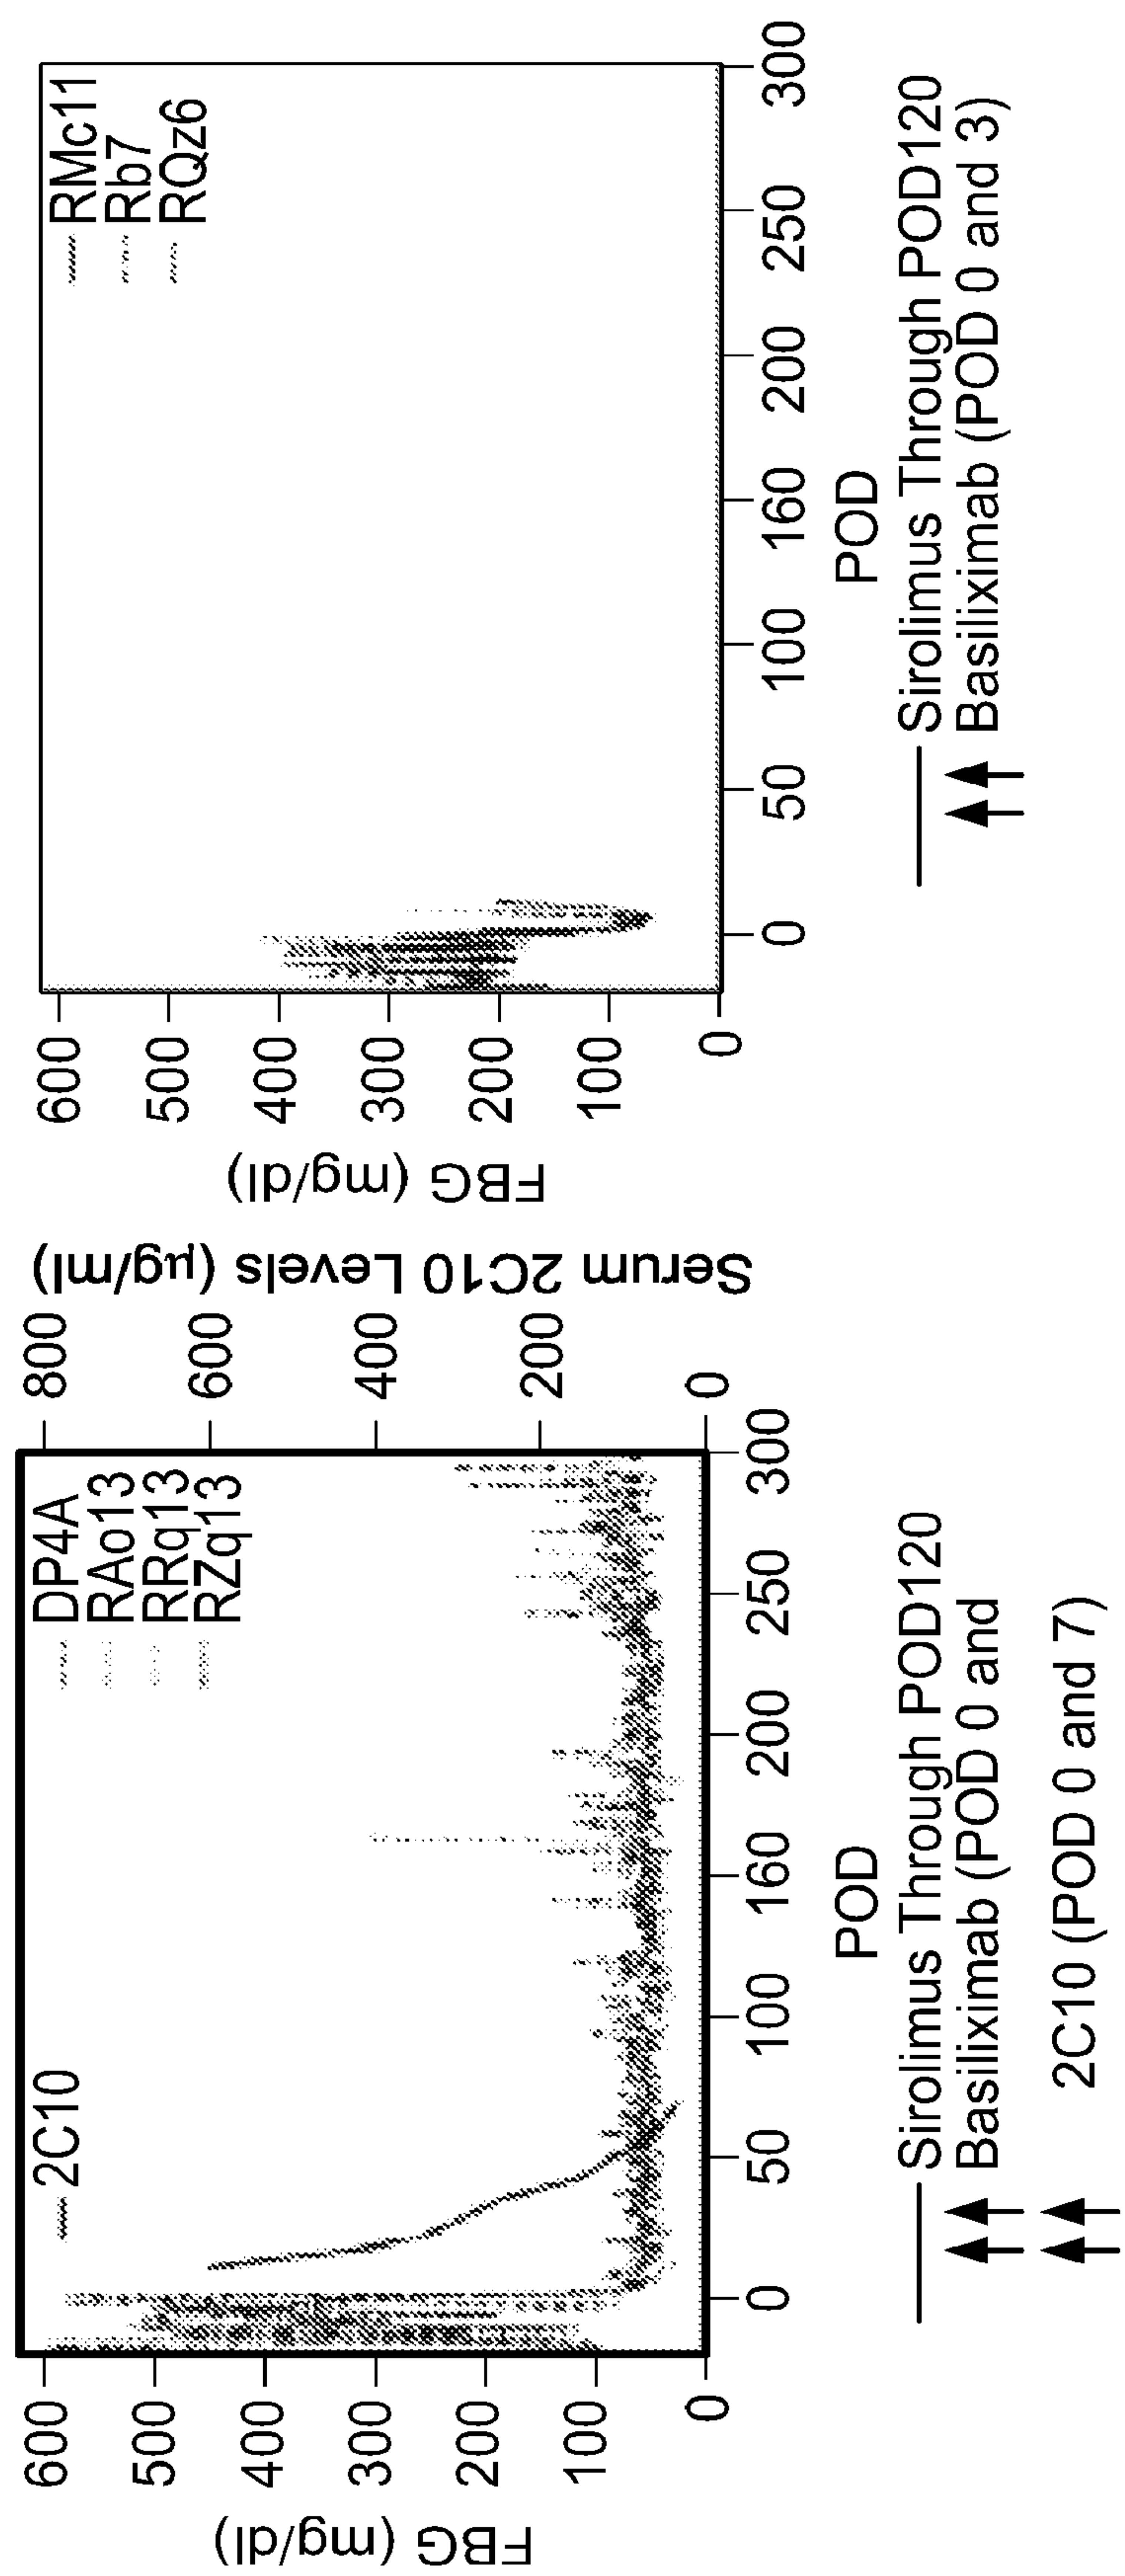 600
500
400
300
200
100
0
FBG (mg/dl)
2C10
DP4A
RAo13
RRq13
RZq13
800
600
400
200
0
Serum 2C10 Levels (µg/ml)
0
50
100
160
200
250
300
POD
Sirolimus Through POD120
Basiliximab (POD 0 and
2C10 (POD 0 and 7)
600
500
400
300
200
100
0
FBG (mg/dl)
RMc11
Rb7
RQz6
0
50
100
160
200
250
300
POD
Sirolimus Through POD120
Basiliximab (POD 0 and 3)